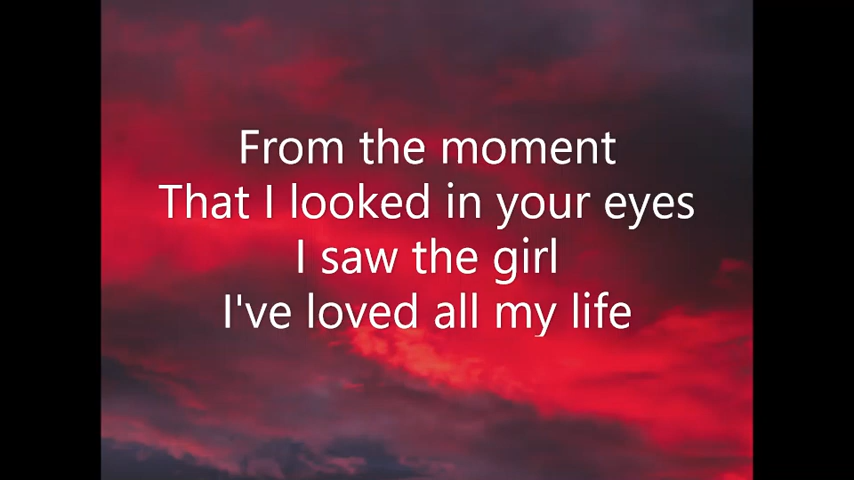 From the moment
That I looked in your eyes
I saw the girl
I've loved all my life